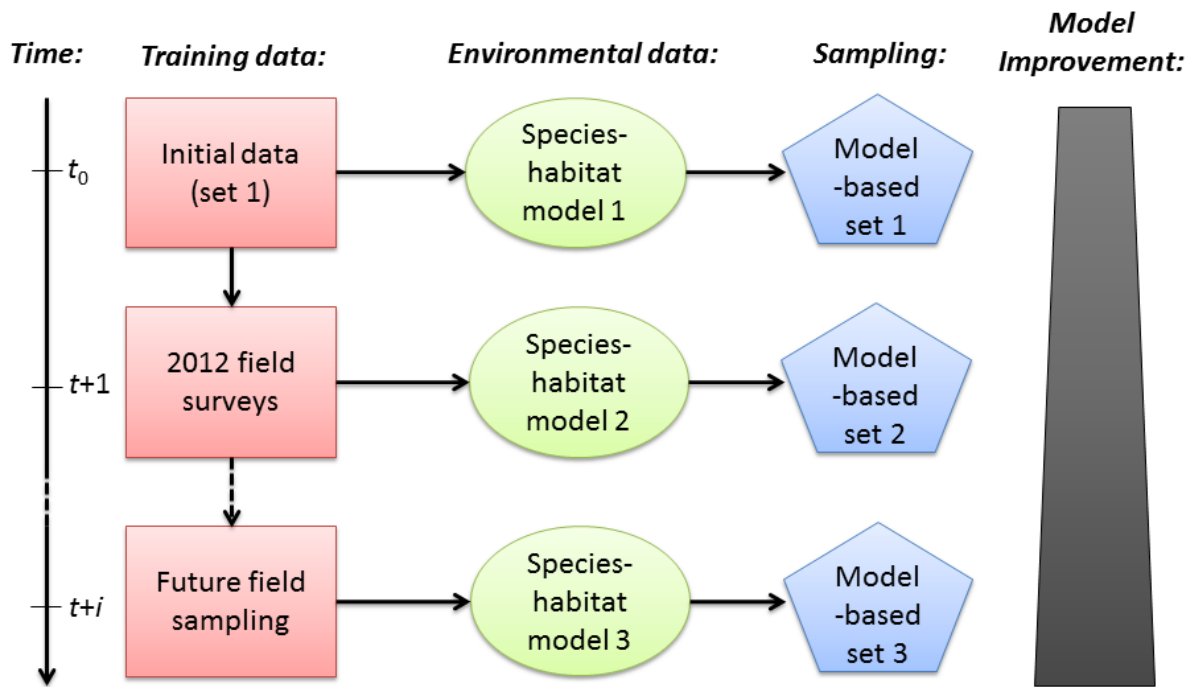 Time:
Training data:
Environmental data:
Sampling:
Model
Improvement:
t0
Initial data
(set 1)
Species-
habitat
model 1
Model
-based
set 1
t+1
2012 field
surveys
Species-
habitat
model 2
Model
-based
set 2
t+i
Future field
sampling
Species-
habitat
model 3
Model
-based
set 3